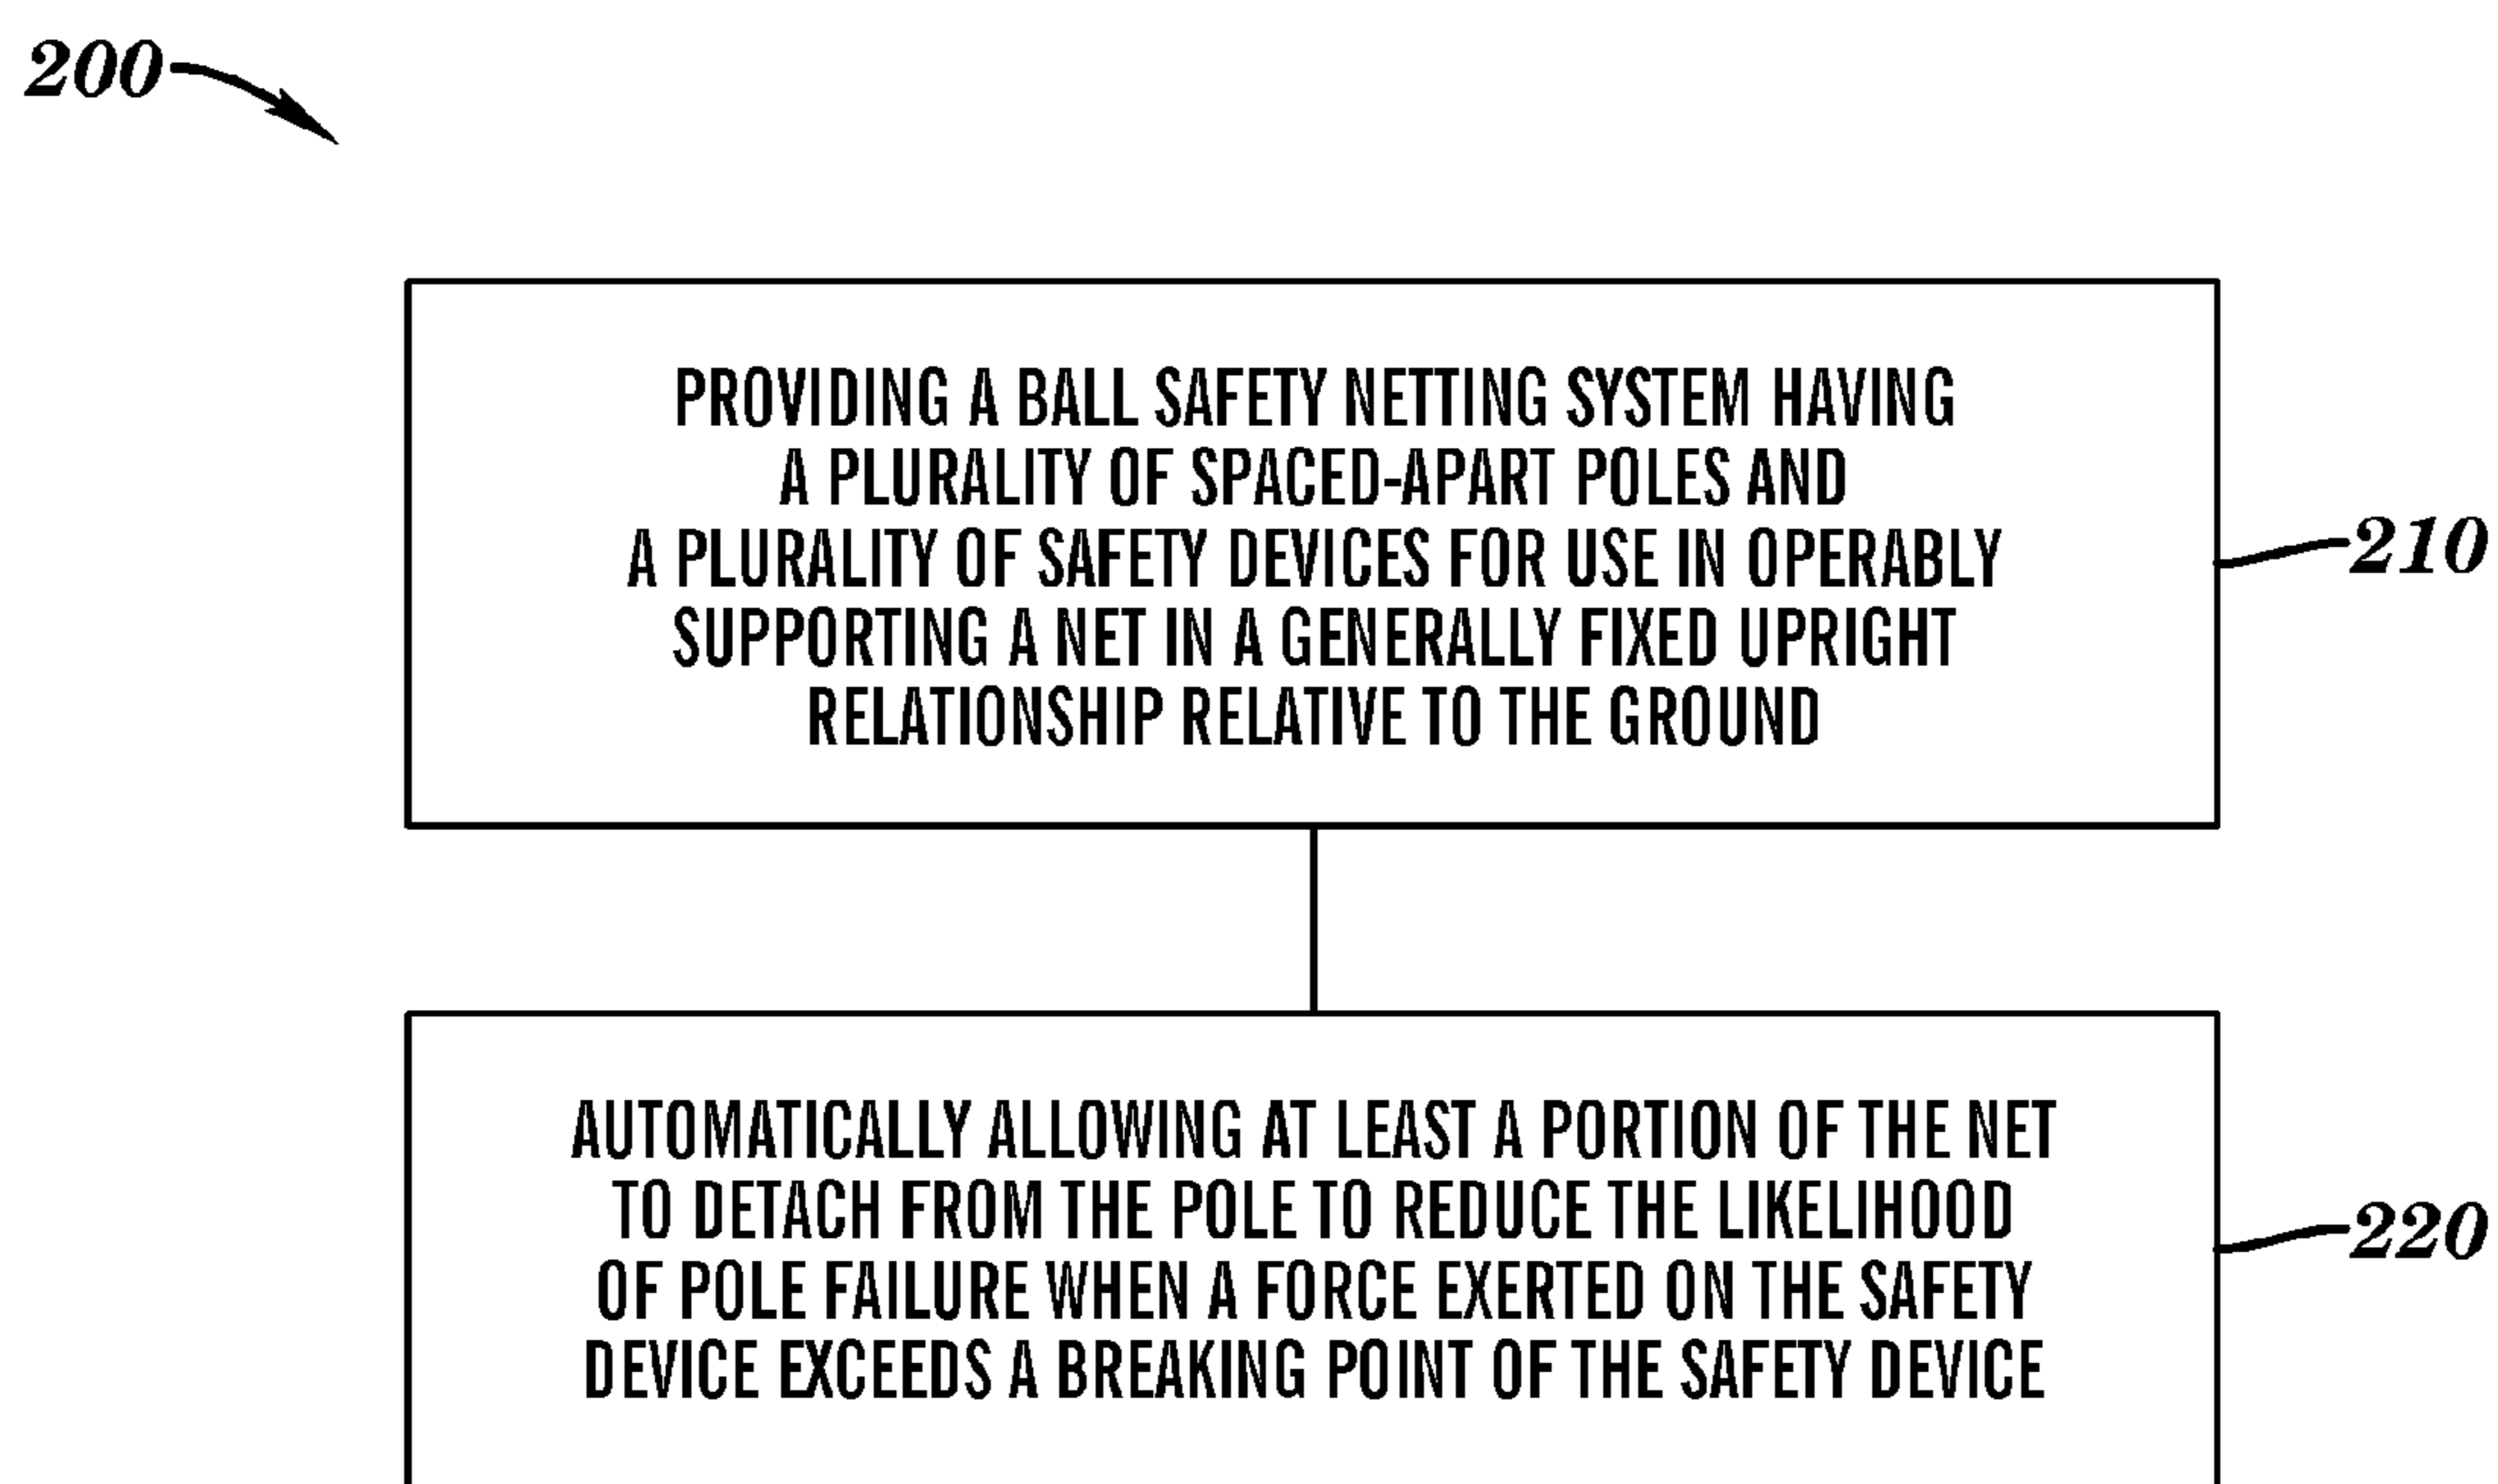 200
PROVIDING A BALL SAFETY NETTING SYSTEM HAVING
A PLURALITY OF SPACED-APART POLES AND
A PLURALITY OF SAFETY DEVICES FOR USE IN OPERABLY
SUPPORTING A NET IN A GENERALLY FIXED UPRIGHT
RELATIONSHIP RELATIVE TO THE GROUND
210
AUTOMATICALLY ALLOWING AT LEAST A PORTION OF THE NET
TO DETACH FROM THE POLE TO REDUCE THE LIKELIHOOD
OF POLE FAILURE WHEN A FORCE EXERTED ON THE SAFETY
DEVICE EXCEEDS A BREAKING POINT OF THE SAFETY DEVICE
220